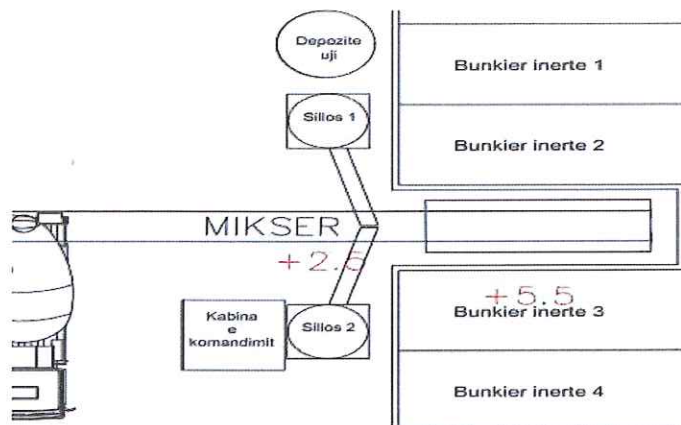 Depozite
uji
Bunkier inerte 1
Sillos 1
Bunkier inerte 2
MIKSER
+2.5
+5.5
Bunkier inerte 3
Kabina
e
komandimit
Sillos 2
Bunkier inerte 4